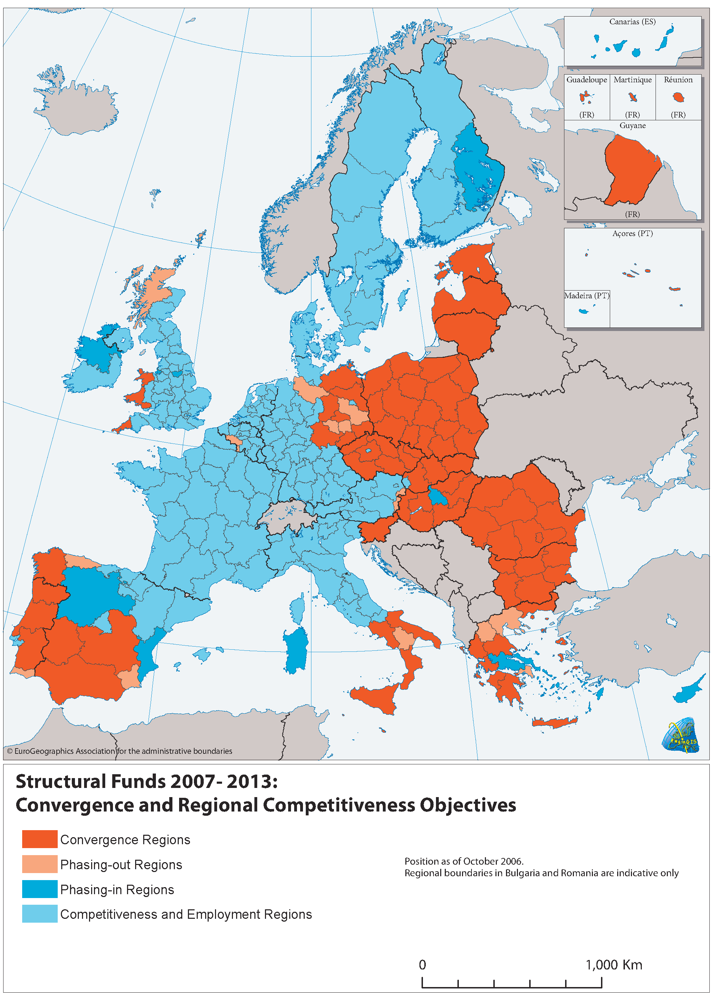 Canarias (ES)
Guadeloupe Martinique Réunion
(FR) (FR) (FR)
Guyane
(FR)
Açores (PT)
Madeira (PT)
RegioGIS
© EuroGeographics Association for the administrative boundaries
Structural Funds 2007- 2013:
Convergence and Regional Competitiveness Objectives
Convergence Regions
Phasing-out Regions
Phasing-in Regions
Competitiveness and Employment Regions
Position as of October 2006.
Regional boundaries in Bulgaria and Romania are indicative only
0 1,000 Km